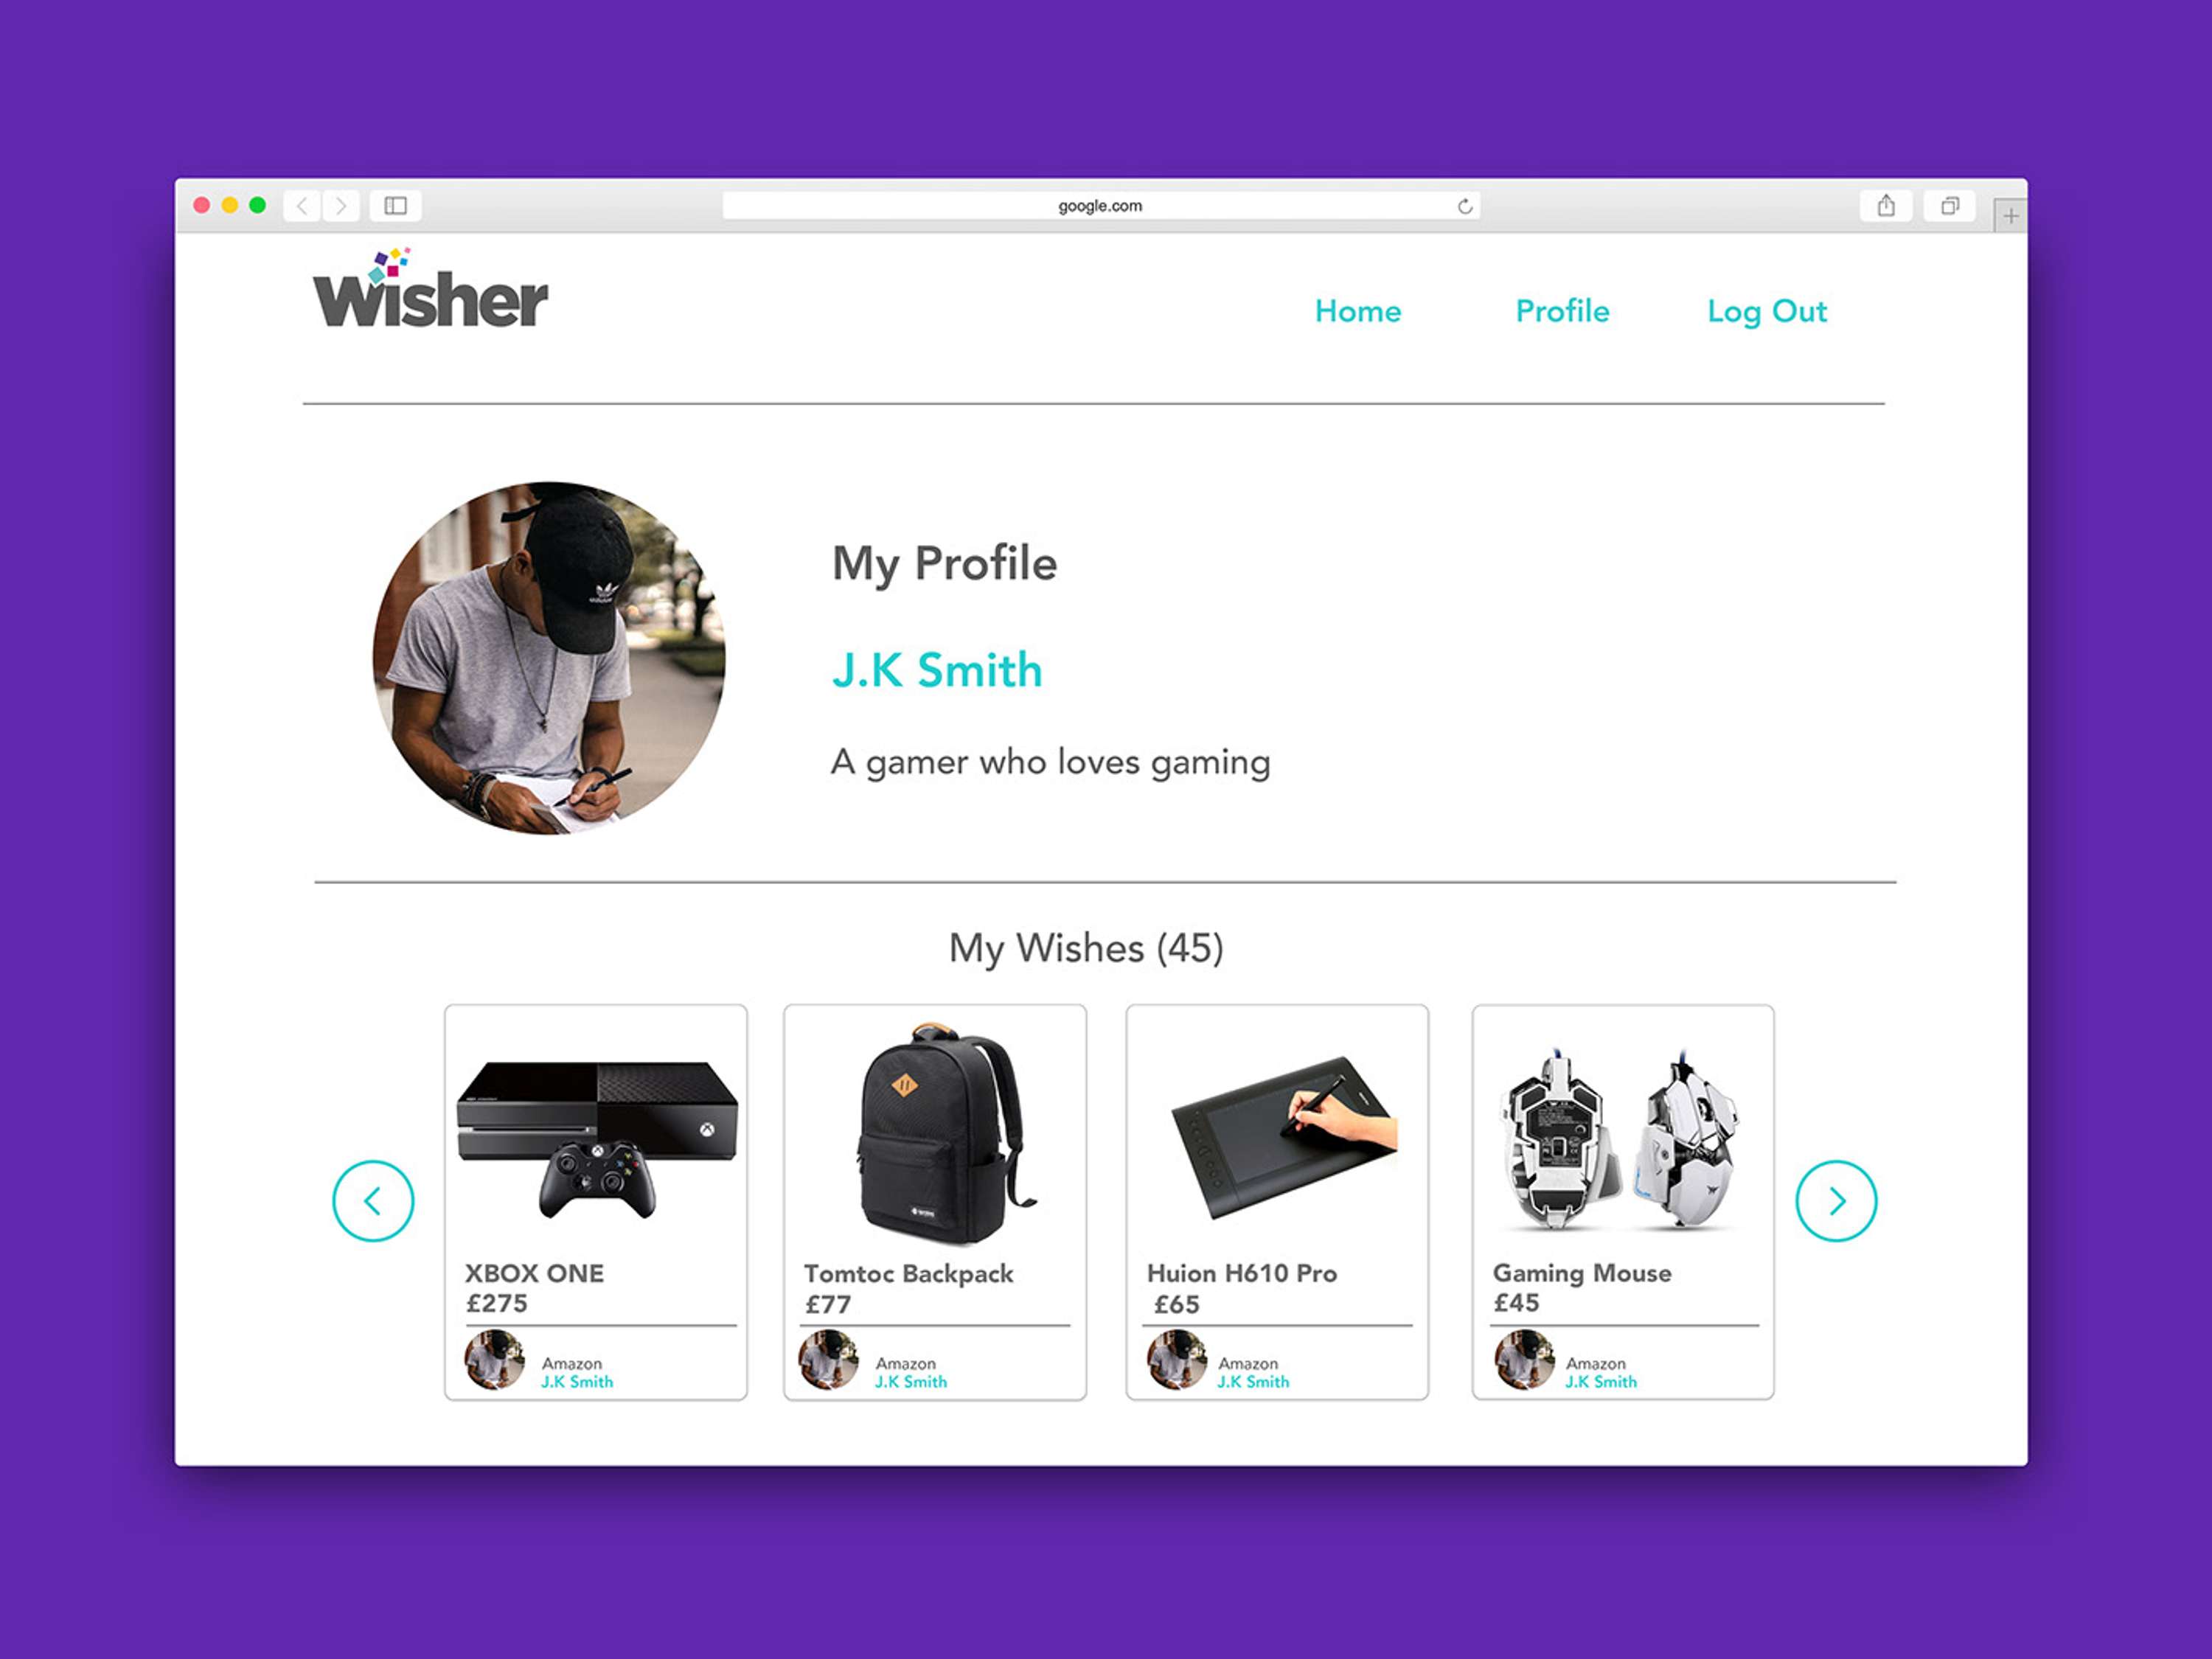 google.com
Wisher
Home Profile Log Out
adidas
My Profile
J.K Smith
A gamer who loves gaming
My Wishes (45)
XBOX ONE
£275
Amazon
J.K Smith
Tomtoc Backpack
£77
Amazon
J.K Smith
Huion H610 Pro
£65
Amazon
J.K Smith
Gaming Mouse
£45
Amazon
J.K Smith